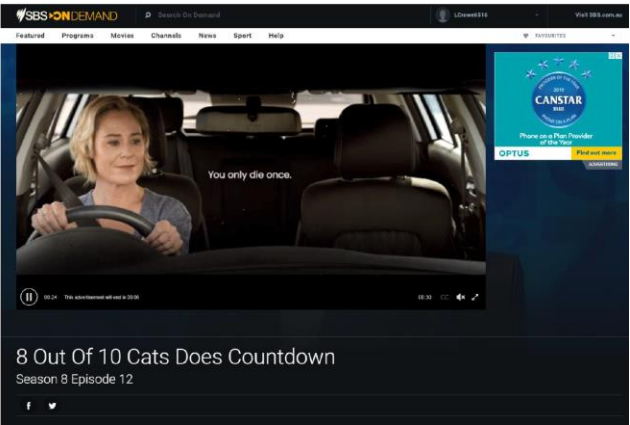 SBS ON DEMAND
Search On Demand
LCrowe6516
Visit SBS.com.au
Featured Programs Movies Channels News Sport Help
FAVOURITES
You only die once.
2019
CANSTAR
Phone on a Plan Provider
of the Year
OPTUS
Find out more
ADVERTISING
00:24 This advertisement will end in 00:06
00:30 CC
8 Out Of 10 Cats Does Countdown
Season 8 Episode 12